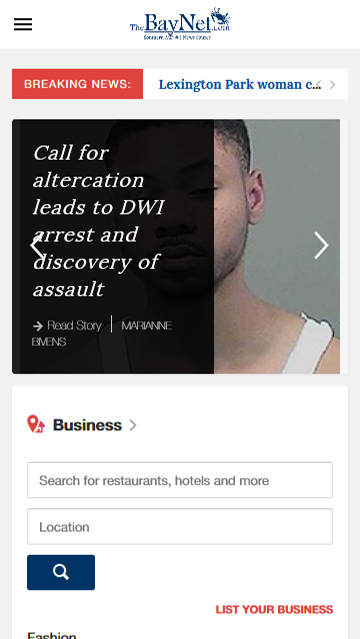 The BayNet.com
Southern MD #1 News Source
BREAKING NEWS:
Lexington Park woman c...
Call for
altercation
leads to DWI
arrest and
discovery of
assault
Read Story
MARIANNE
BIVENS
Business
Search for restaurants, hotels and more
Location
LIST YOUR BUSINESS
Fashion